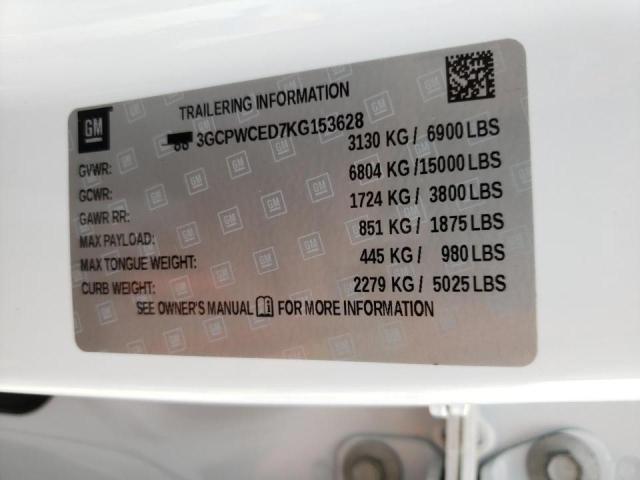 GM
TRAILERING INFORMATION
3GCPWCED7KG153628
GVWR: 3130 KG / 6900 LBS
GCWR: 6804 KG /15000 LBS
GAWR RR: 1724 KG / 3800 LBS
MAX PAYLOAD: 851 KG / 1875 LBS
MAX TONGUE WEIGHT: 445 KG / 980 LBS
CURB WEIGHT: 2279 KG / 5025 LBS
SEE OWNER'S MANUAL FOR MORE INFORMATION